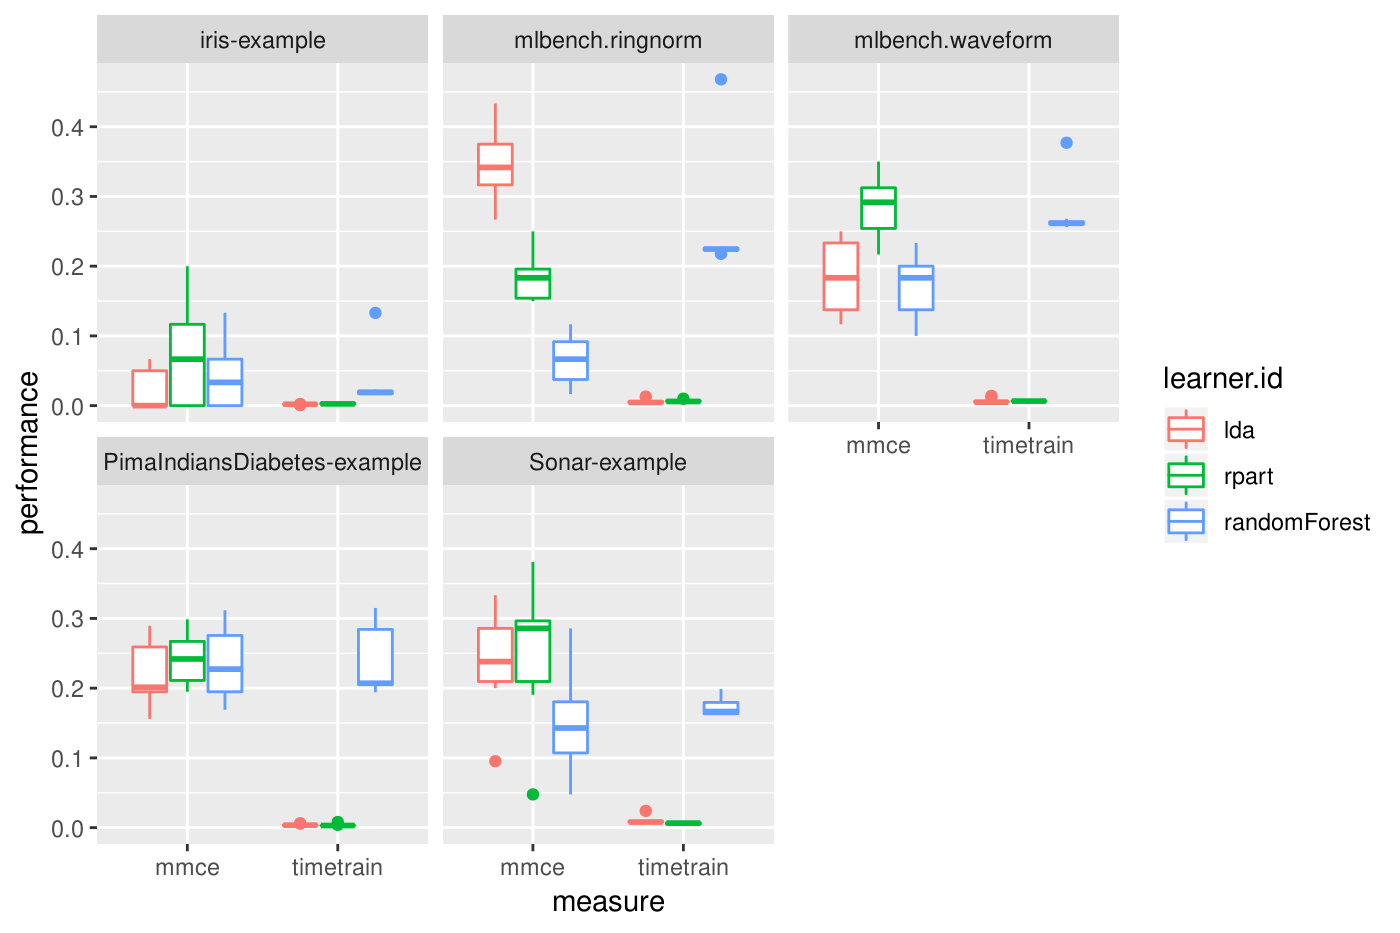 iris-example
mlbench.ringnorm
mlbench.waveform
0.4
0.3
0.2
0.1
0.0
mmce
timetrain
PimaIndiansDiabetes-example
Sonar-example
0.4
0.3
0.2
0.1
0.0
mmce
timetrain
mmce
timetrain
measure
performance
learner.id
lda
rpart
randomForest